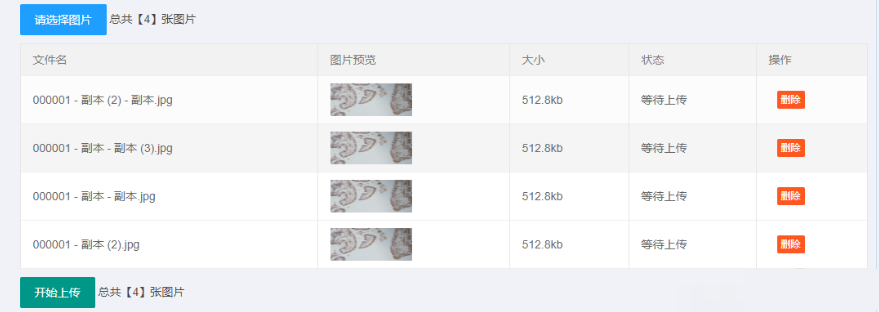 请选择图片 总共【4】张图片
文件名 图片预览 大小 状态 操作
000001 - 副本 (2) - 副本.jpg 512.8kb 等待上传 删除
000001 - 副本 - 副本 (3).jpg 512.8kb 等待上传 删除
000001 - 副本 - 副本.jpg 512.8kb 等待上传 删除
000001 - 副本 (2).jpg 512.8kb 等待上传 删除
开始上传 总共【4】张图片